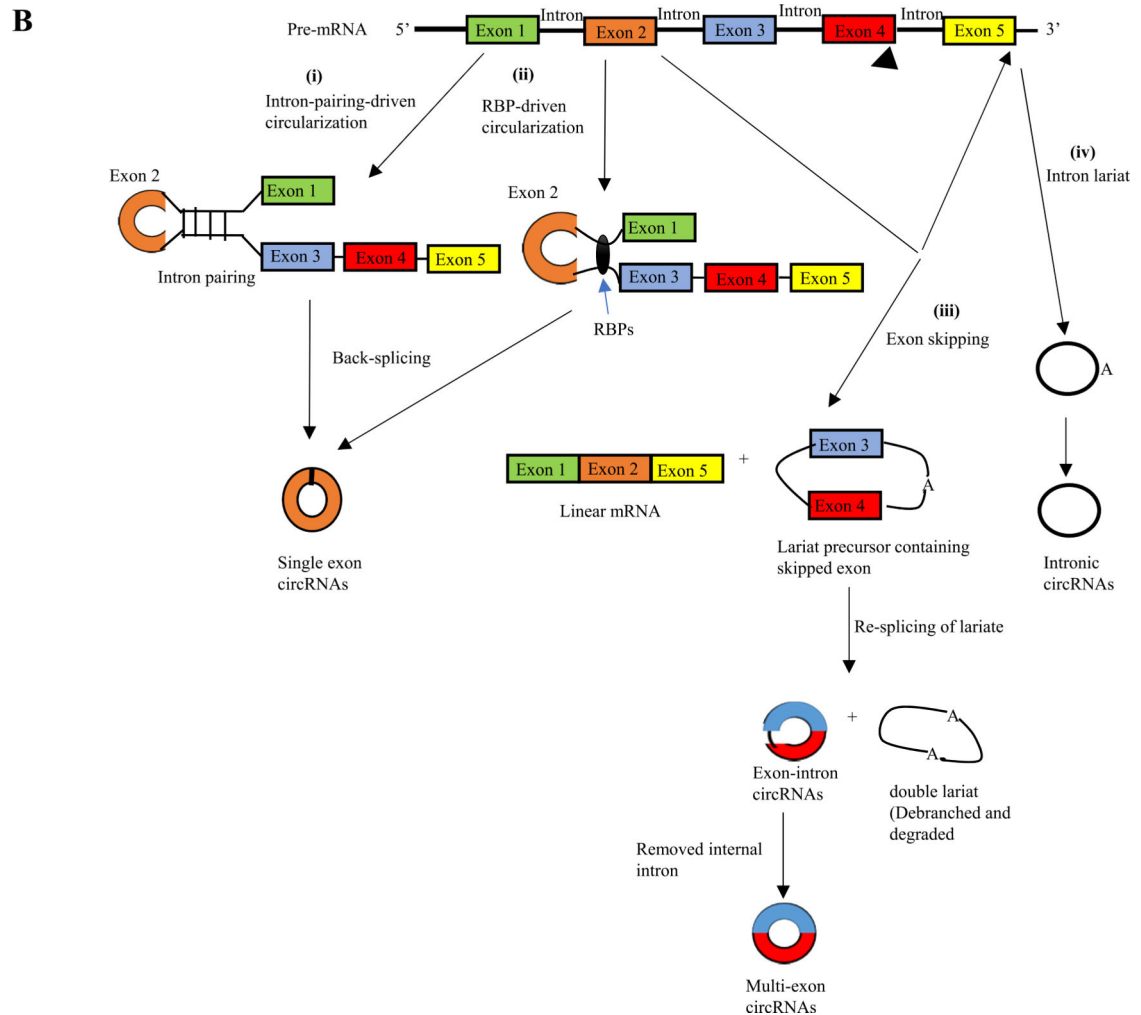 B
Pre-mRNA 5’ Exon 1 Intron Exon 2 Intron Exon 3 Intron Exon 4 Intron Exon 5 3’
(i)
Intron-pairing-driven
circularization
(ii)
RBP-driven
circularization
(iv)
Intron lariat
Exon 2
Exon 1
Exon 3 Exon 4 Exon 5
Intron pairing
Exon 2
Exon 1
Exon 3 Exon 4 Exon 5
RBPs
(iii)
Exon skipping
Back-splicing
A
Exon 1 Exon 2 Exon 5
Linear mRNA
+
Exon 3
A
Exon 4
Lariat precursor containing
skipped exon
Single exon
circRNAs
Intronic
circRNAs
Re-splicing of lariate
+
A
A
Exon-intron
circRNAs
double lariat
(Debranched and
degraded
Removed internal
intron
Multi-exon
circRNAs